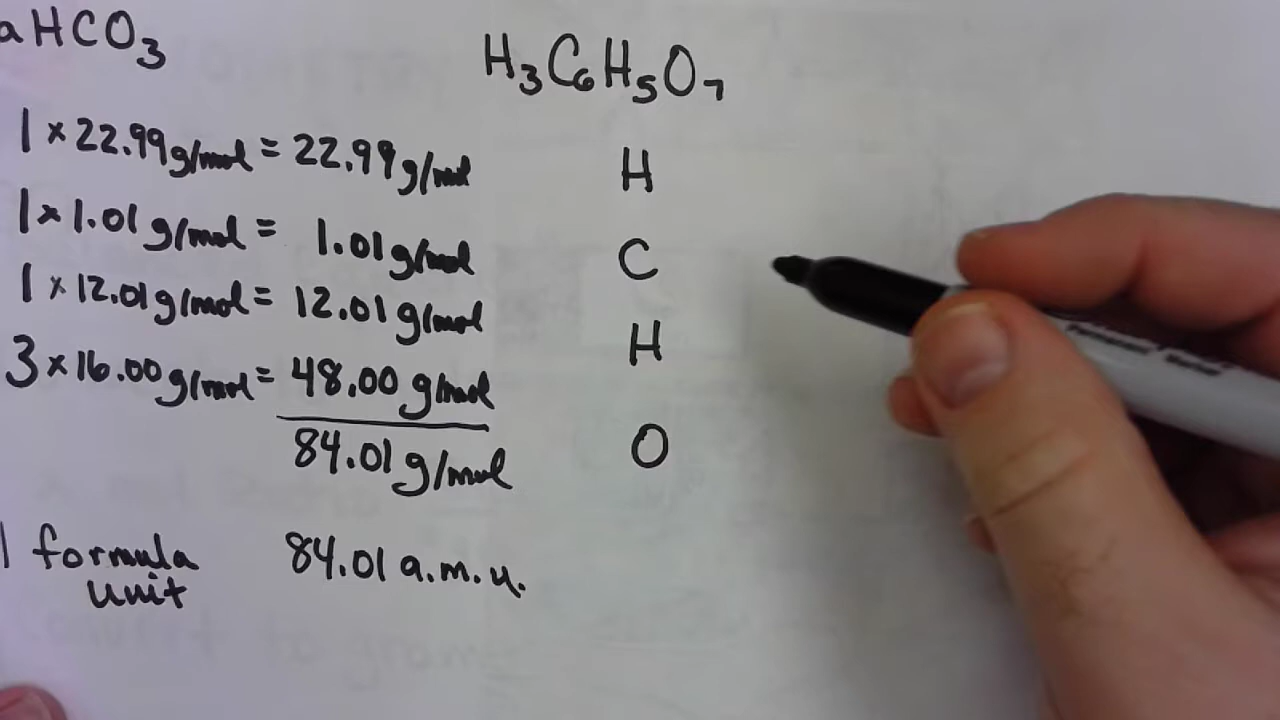 aHCO3
1 × 22.99 g/mol = 22.99 g/mol
1 × 1.01 g/mol = 1.01 g/mol
1 × 12.01 g/mol = 12.01 g/mol
3 × 16.00 g/mol = 48.00 g/mol
84.01 g/mol
1 formula
unit
84.01 a.m.u.
H3C6H5O7
H
C
H
O